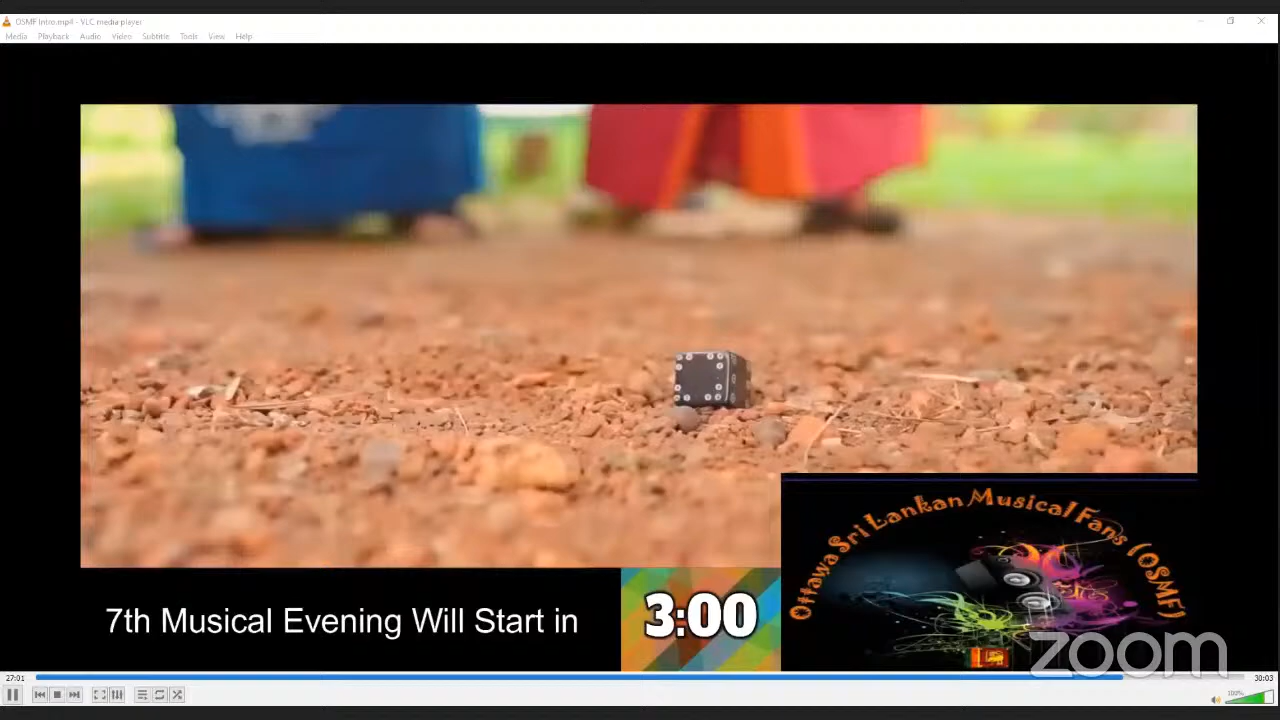 OSMF Intro.mp4 - VLC media player
Media Playback Audio Video Subtitle Tools View Help
Ottawa Sri Lankan Musical Fans (OSMF)
7th Musical Evening Will Start in
3:00
zoom
27:01
30:03
100%